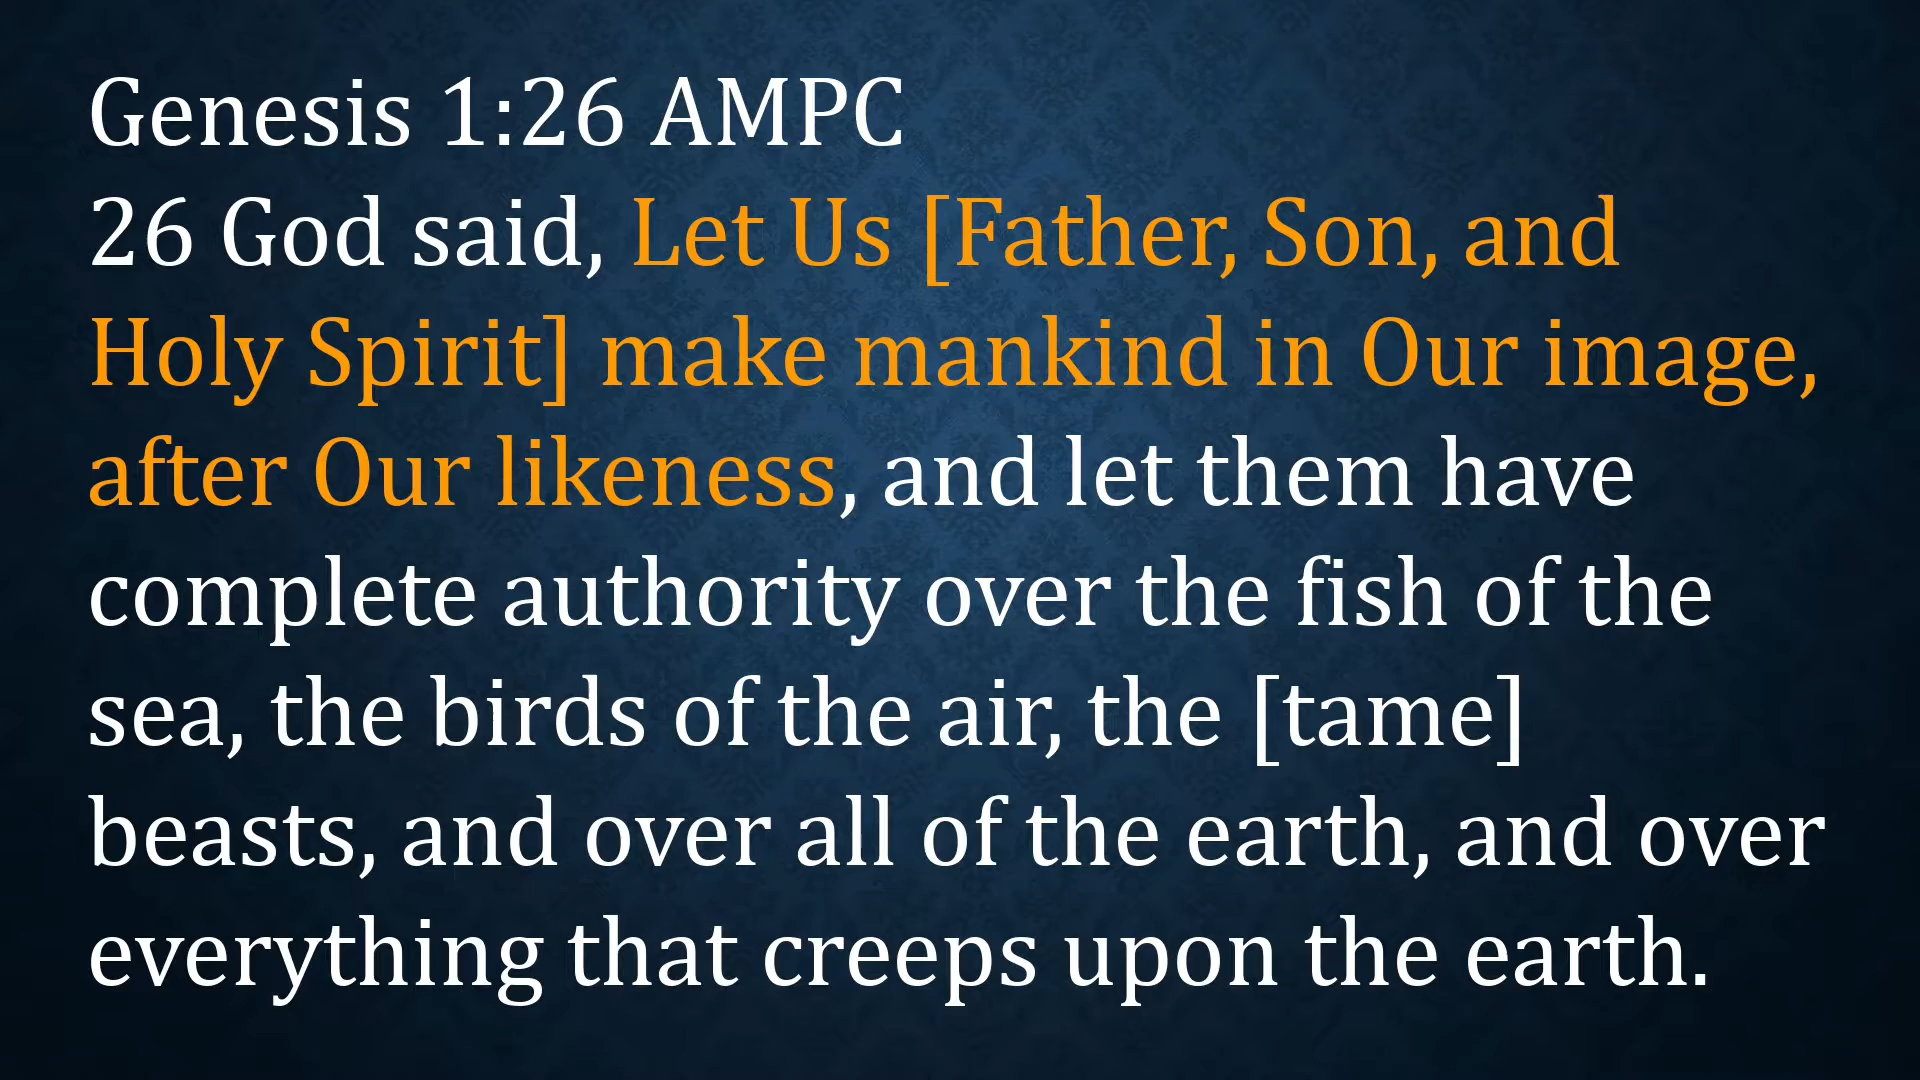 Genesis 1:26 AMPC
26 God said, Let Us [Father, Son, and
Holy Spirit] make mankind in Our image,
after Our likeness, and let them have
complete authority over the fish of the
sea, the birds of the air, the [tame]
beasts, and over all of the earth, and over
everything that creeps upon the earth.